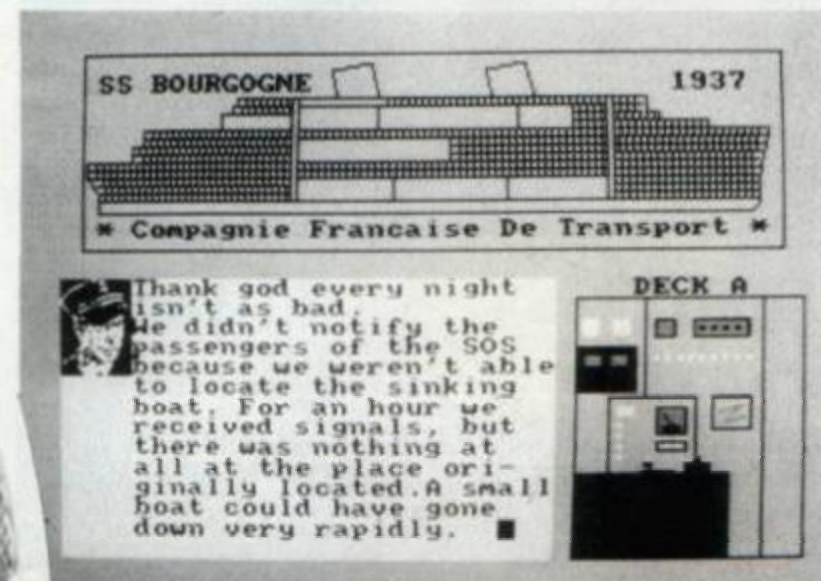 SS BOURGOGNE 1937
* Compagnie Francaise De Transport *
Thank god every night
isn't as bad.
We didn't notify the
passengers of the SOS
because we weren't able
to locate the sinking
boat. For an hour we
received signals, but
there was nothing at
all at the place ori-
ginally located.A small
boat could have gone
down very rapidly.
DECK A